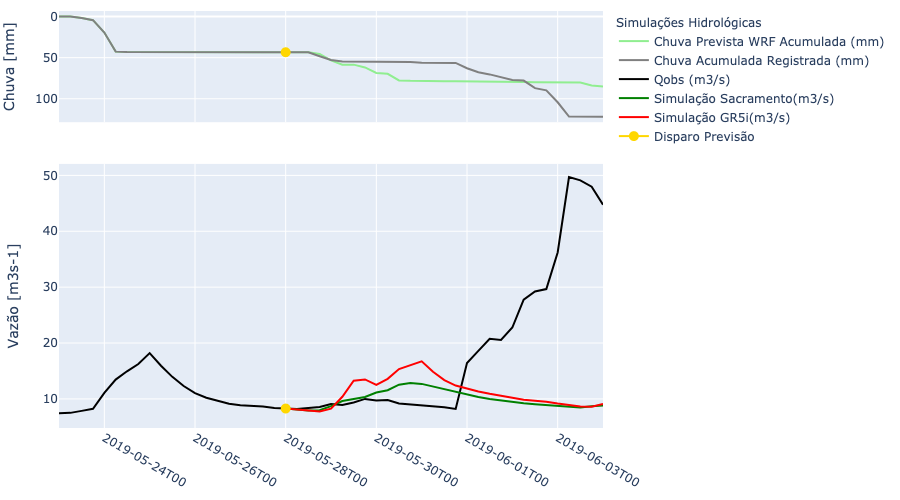 Simulações Hidrológicas
Chuva Prevista WRF Acumulada (mm)
Chuva Acumulada Registrada (mm)
Qobs (m3/s)
Simulação Sacramento(m3/s)
Simulação GR5i(m3/s)
Disparo Previsão
Chuva [mm]
0
50
100
Vazão [m3s-1]
50
40
30
20
10
2019-05-24T00
2019-05-26T00
2019-05-28T00
2019-05-30T00
2019-06-01T00
2019-06-03T00